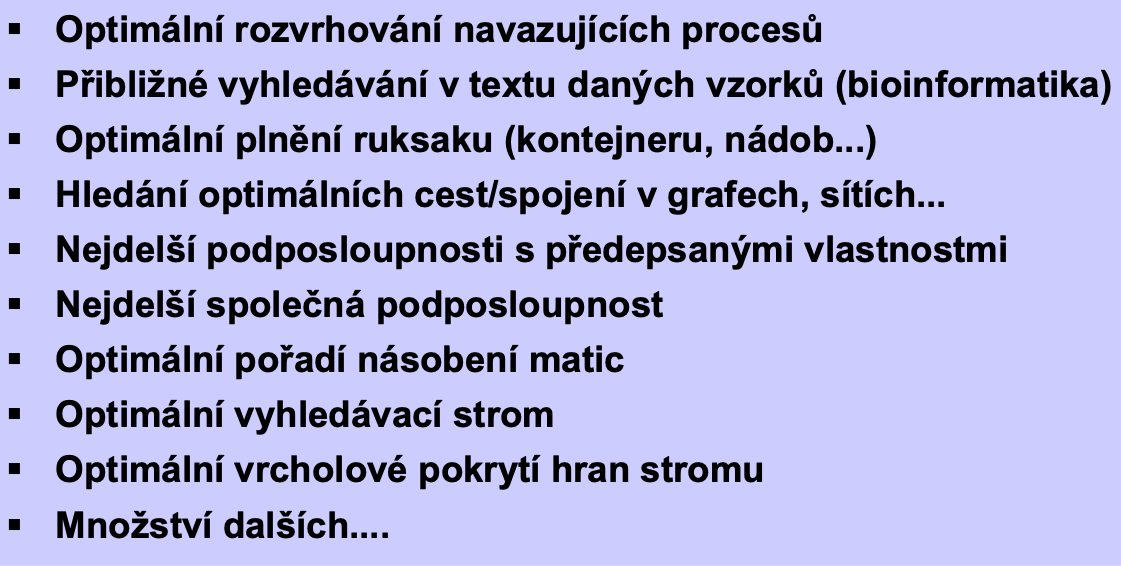 ▪ Optimální rozvrhování navazujících procesů
▪ Přibližné vyhledávání v textu daných vzorků (bioinformatika)
▪ Optimální plnění ruksaku (kontejneru, nádob...)
▪ Hledání optimálních cest/spojení v grafech, sítích...
▪ Nejdelší podposloupnosti s předepsanými vlastnostmi
▪ Nejdelší společná podposloupnost
▪ Optimální pořadí násobení matic
▪ Optimální vyhledávací strom
▪ Optimální vrcholové pokrytí hran stromu
▪ Množství dalších....